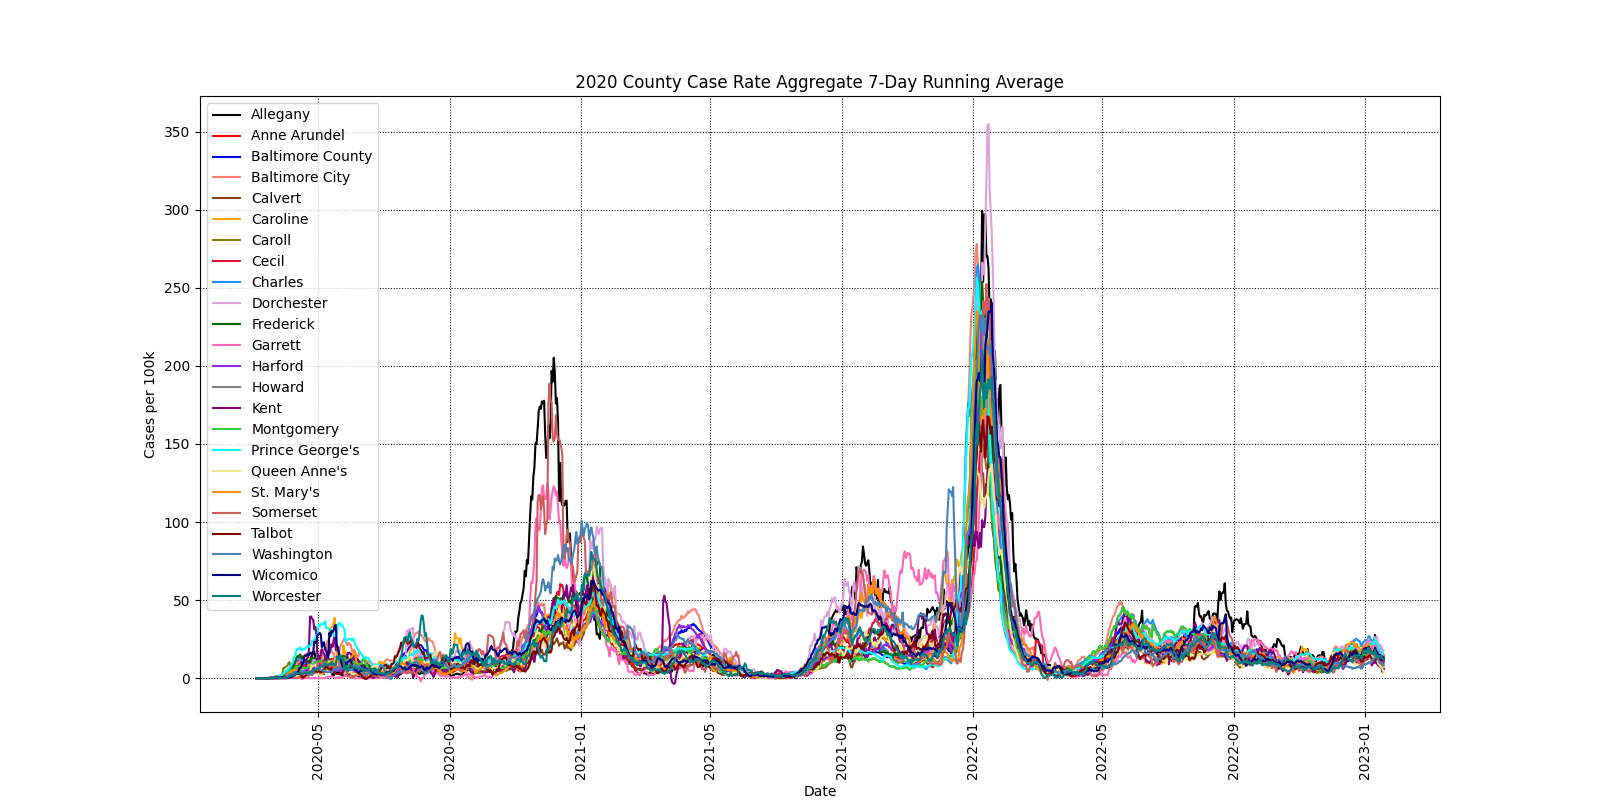 2020 County Case Rate Aggregate 7-Day Running Average
Cases per 100k
350
300
250
200
150
100
50
0
Allegany
Anne Arundel
Baltimore County
Baltimore City
Calvert
Caroline
Caroll
Cecil
Charles
Dorchester
Frederick
Garrett
Harford
Howard
Kent
Montgomery
Prince George's
Queen Anne's
St. Mary's
Somerset
Talbot
Washington
Wicomico
Worcester
2020-05
2020-09
2021-01
2021-05
2021-09
2022-01
2022-05
2022-09
2023-01
Date